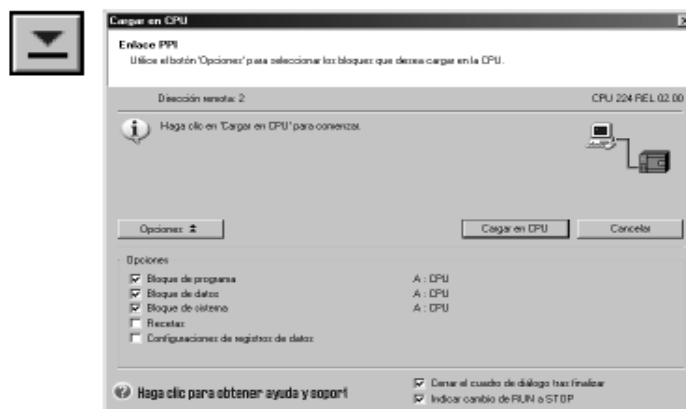 Cargar en CPU
Enlace PPI
Utilice el botón 'Opciones' para seleccionar los bloques que desea cargar en la CPU.
Dirección remota: 2
CPU 224 REL 02.00
Haga clic en 'Cargar en CPU' para comenzar.
Opciones
Cargar en CPU
Cancelar
Opciones
Bloque de programa A : CPU
Bloque de datos A : CPU
Bloque de sistema A : CPU
Recetas
Configuraciones de registros de datos
Haga clic para obtener ayuda y soport
Cerrar el cuadro de diálogo tras finalizar
Indicar cambio de RUN a STOP